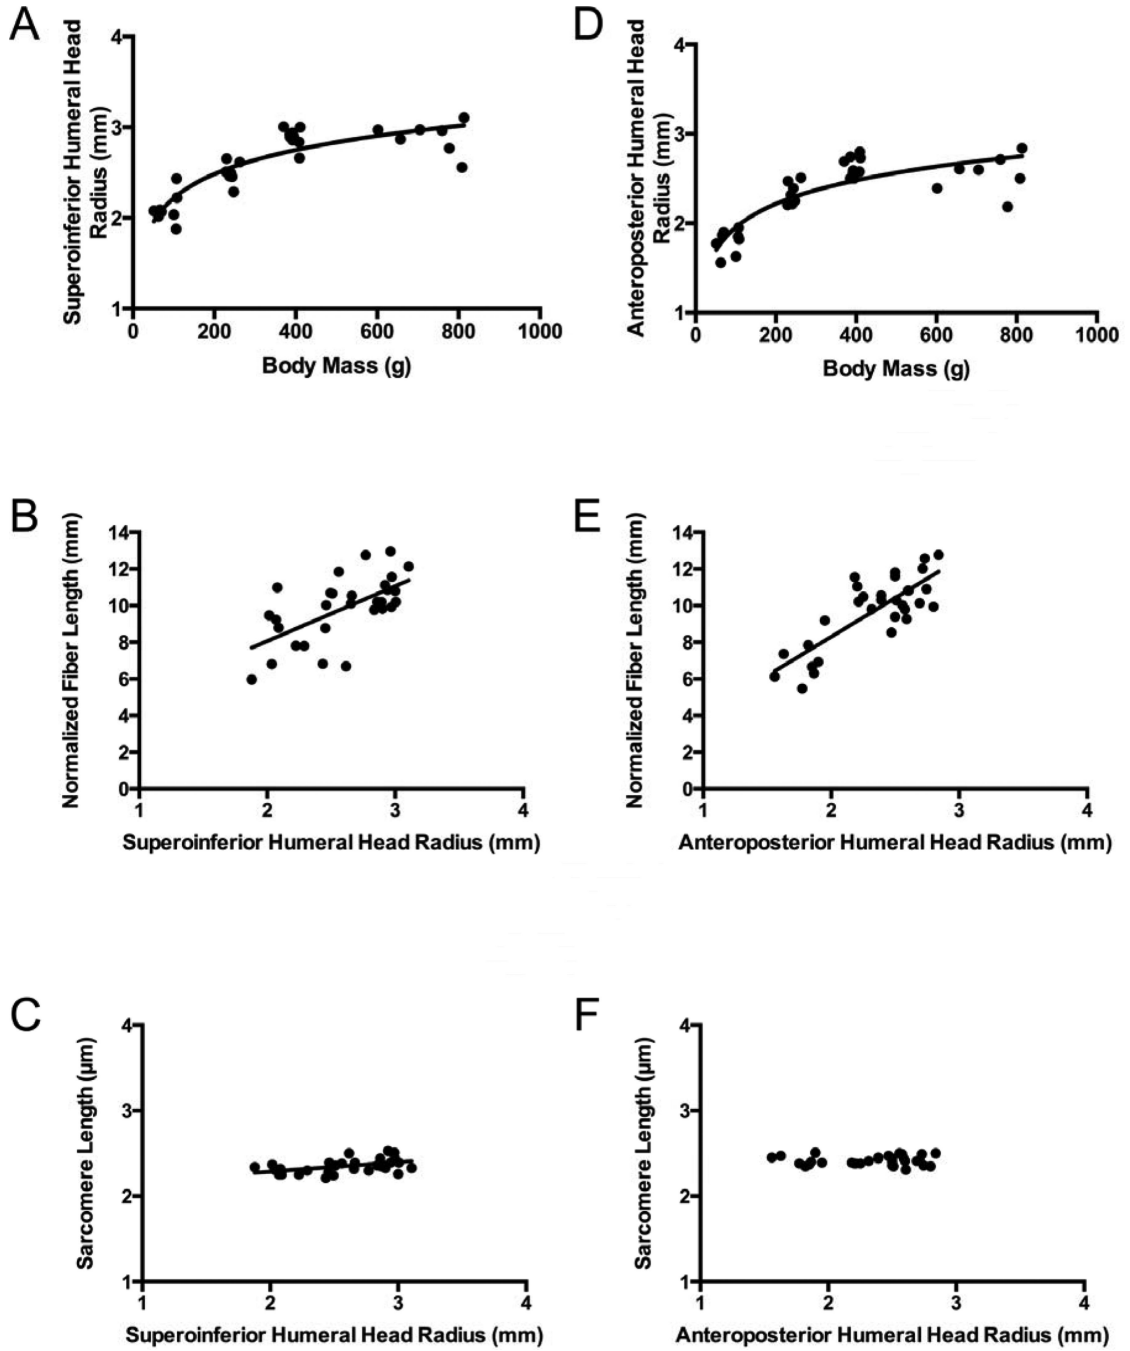 A
Superoinferior Humeral Head
Radius (mm)
4
3
2
1
0 200 400 600 800 1000
Body Mass (g)
D
Anteroposterior Humeral Head
Radius (mm)
4
3
2
1
0 200 400 600 800 1000
Body Mass (g)
B
Normalized Fiber Length (mm)
14
12
10
8
6
4
2
0
1 2 3 4
Superoinferior Humeral Head Radius (mm)
E
Normalized Fiber Length (mm)
14
12
10
8
6
4
2
0
1 2 3 4
Anteroposterior Humeral Head Radius (mm)
C
Sarcomere Length (μm)
4
3
2
1
1 2 3 4
Superoinferior Humeral Head Radius (mm)
F
Sarcomere Length (μm)
4
3
2
1
1 2 3 4
Anteroposterior Humeral Head Radius (mm)